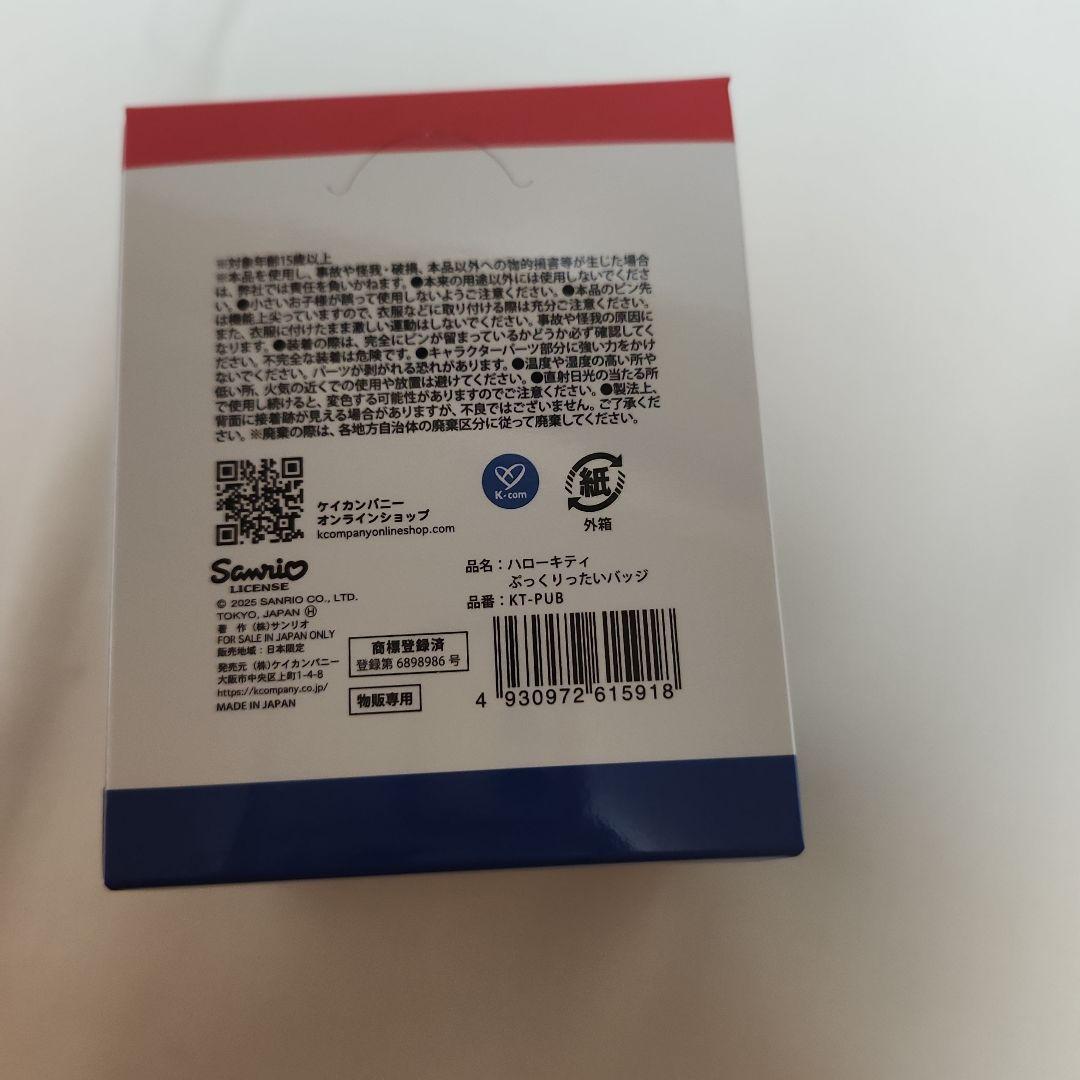 ※対象年齢15歳以上
※本品を使用し、事故や怪我・破損、本品以外への物的損害等が生じた場合
は、弊社では責任を負いかねます。●本来の用途以外には使用しないでくださ
い。●小さいお子様が誤って使用しないようご注意ください。●本品のピン先
は機能上尖っていますので、衣服などに取り付ける際は充分ご注意ください。
また、衣服に付けたまま激しい運動はしないでください。事故や怪我の原因に
なります。●装着の際は、完全にピンが留まっているかどうか必ず確認してく
ださい。不完全な装着は危険です。●キャラクターパーツ部分に強い力をかけ
ないでください。パーツが剥がれる恐れがあります。●温度や湿度の高い所や
低い所、火気の近くでの使用や放置は避けてください。●直射日光の当たる所
で使用し続けると、変色する可能性がありますのでご注意ください。●製法上、
背面に接着跡が見える場合がありますが、不良ではございません。ご了承くだ
さい。※廃棄の際は、各地方自治体の廃棄区分に従って廃棄してください。
ケイカンパニー
オンラインショップ
kcompanyonlineshop.com
K-com
紙
外箱
Sanrio
LICENSE
© 2025 SANRIO CO., LTD.
TOKYO, JAPAN Ⓗ
著 作 (株)サンリオ
FOR SALE IN JAPAN ONLY
販売地域：日本限定
発売元 (株)ケイカンパニー
大阪市中央区上町1-4-8
https://kcompany.co.jp/
MADE IN JAPAN
商標登録済
登録第 6898986 号
物販専用
品名：ハローキティ
ぷっくりったいバッジ
品番：KT-PUB
4 930972 615918